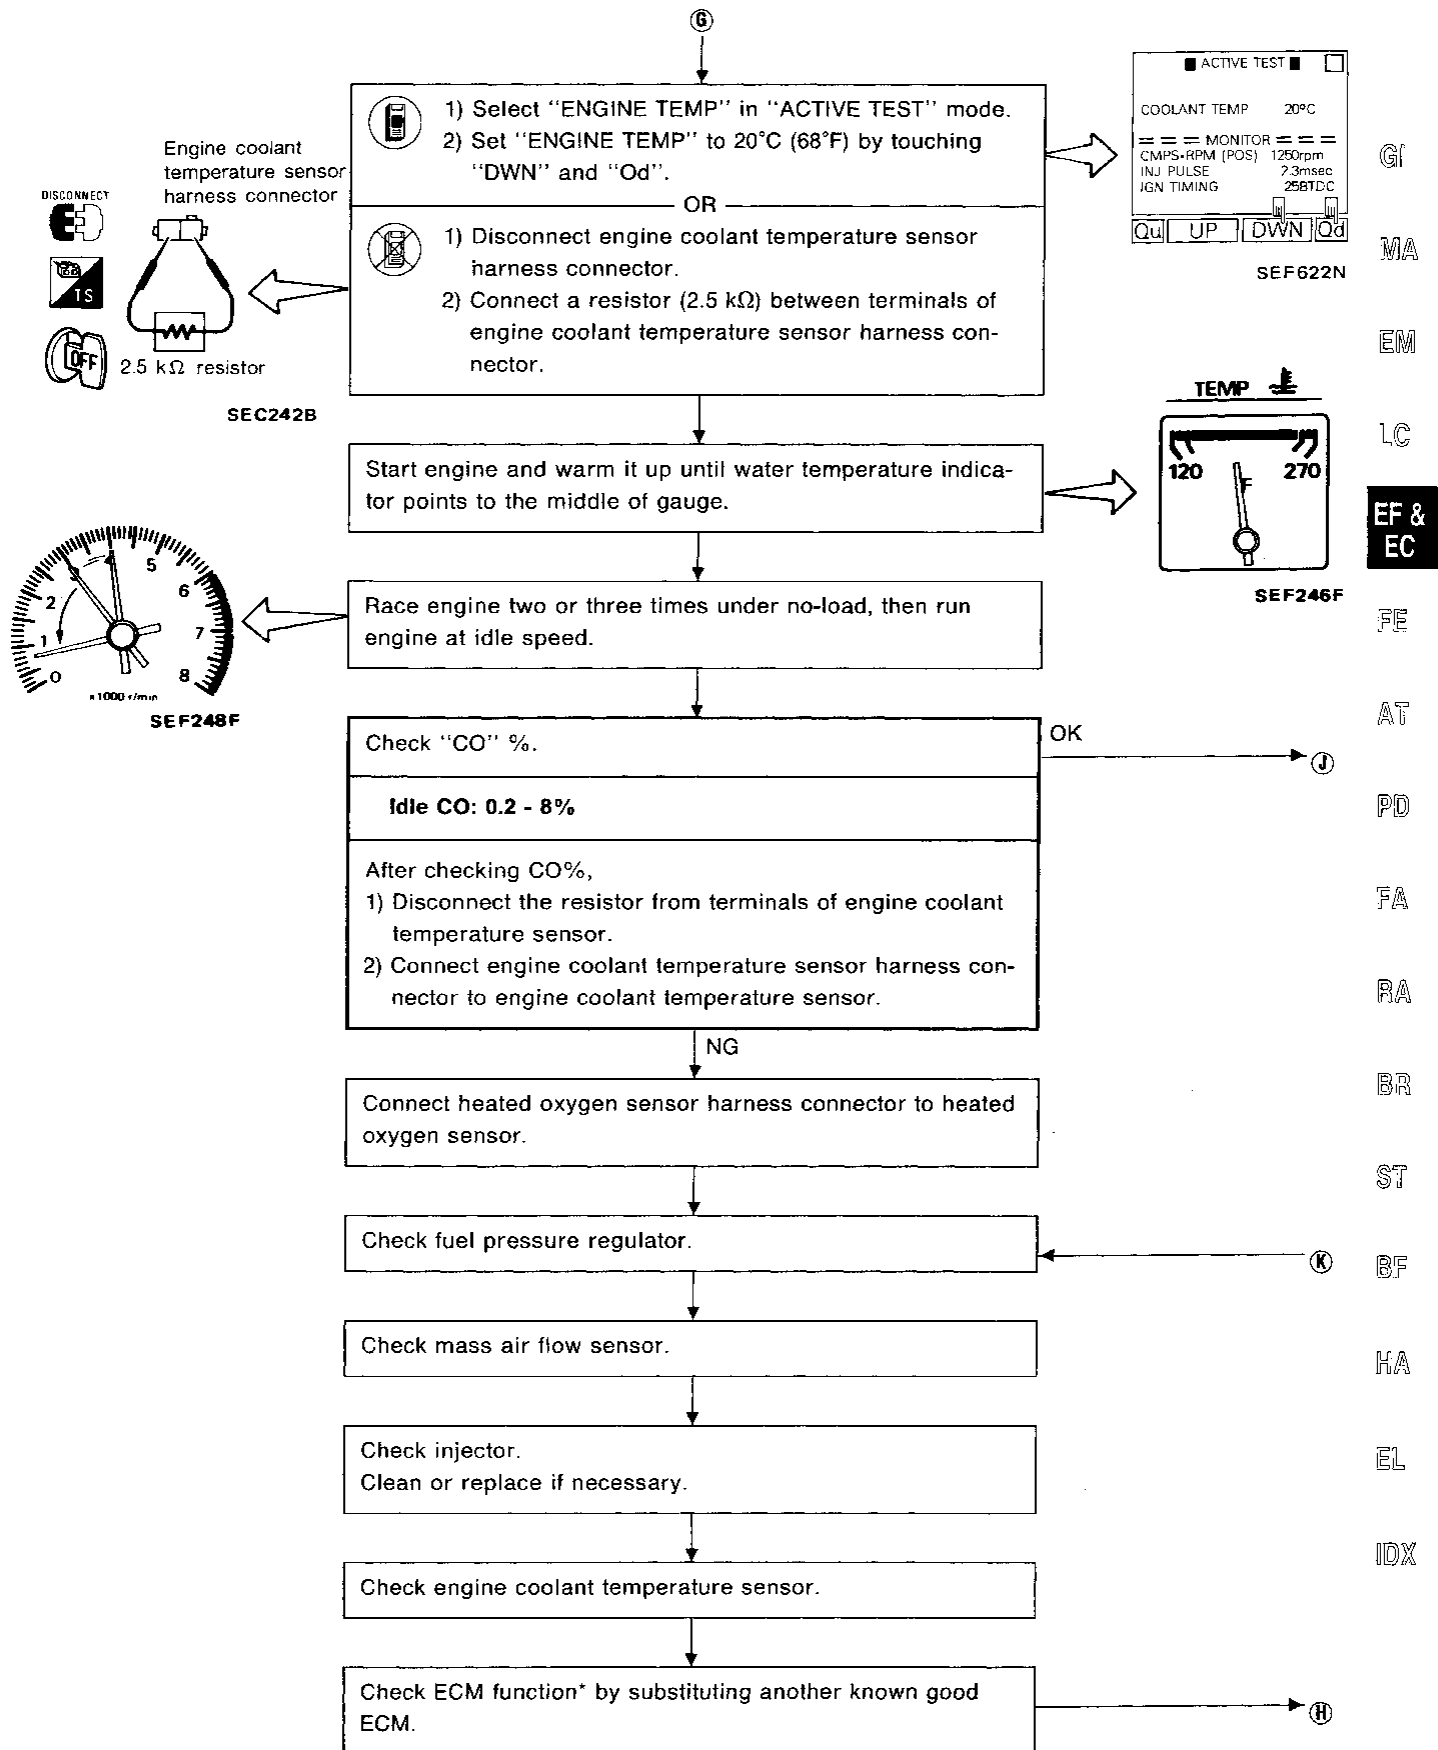 G
1) Select "ENGINE TEMP" in "ACTIVE TEST" mode.
2) Set "ENGINE TEMP" to 20°C (68°F) by touching
"DWN" and "Qd".
OR
1) Disconnect engine coolant temperature sensor
harness connector.
2) Connect a resistor (2.5 kΩ) between terminals of
engine coolant temperature sensor harness con-
nector.
■ ACTIVE TEST ■
COOLANT TEMP 20°C
= = = MONITOR = = =
CMPS•RPM (POS) 1250rpm
INJ PULSE 2.3msec
IGN TIMING 25BTDC
Qu UP DWN Qd
SEF622N
Engine coolant
temperature sensor
harness connector
DISCONNECT
TS
OFF
2.5 kΩ resistor
SEC242B
Start engine and warm it up until water temperature indica-
tor points to the middle of gauge.
TEMP
120 270
F
SEF246F
Race engine two or three times under no-load, then run
engine at idle speed.
0
1
2
3
4
5
6
7
8
x1000 r/min
SEF248F
Check "CO" %.
OK
J
Idle CO: 0.2 - 8%
After checking CO%,
1) Disconnect the resistor from terminals of engine coolant
temperature sensor.
2) Connect engine coolant temperature sensor harness con-
nector to engine coolant temperature sensor.
NG
Connect heated oxygen sensor harness connector to heated
oxygen sensor.
Check fuel pressure regulator.
K
Check mass air flow sensor.
Check injector.
Clean or replace if necessary.
Check engine coolant temperature sensor.
Check ECM function* by substituting another known good
ECM.
H
GI
MA
EM
LC
EF &
EC
FE
AT
PD
FA
RA
BR
ST
BF
HA
EL
IDX